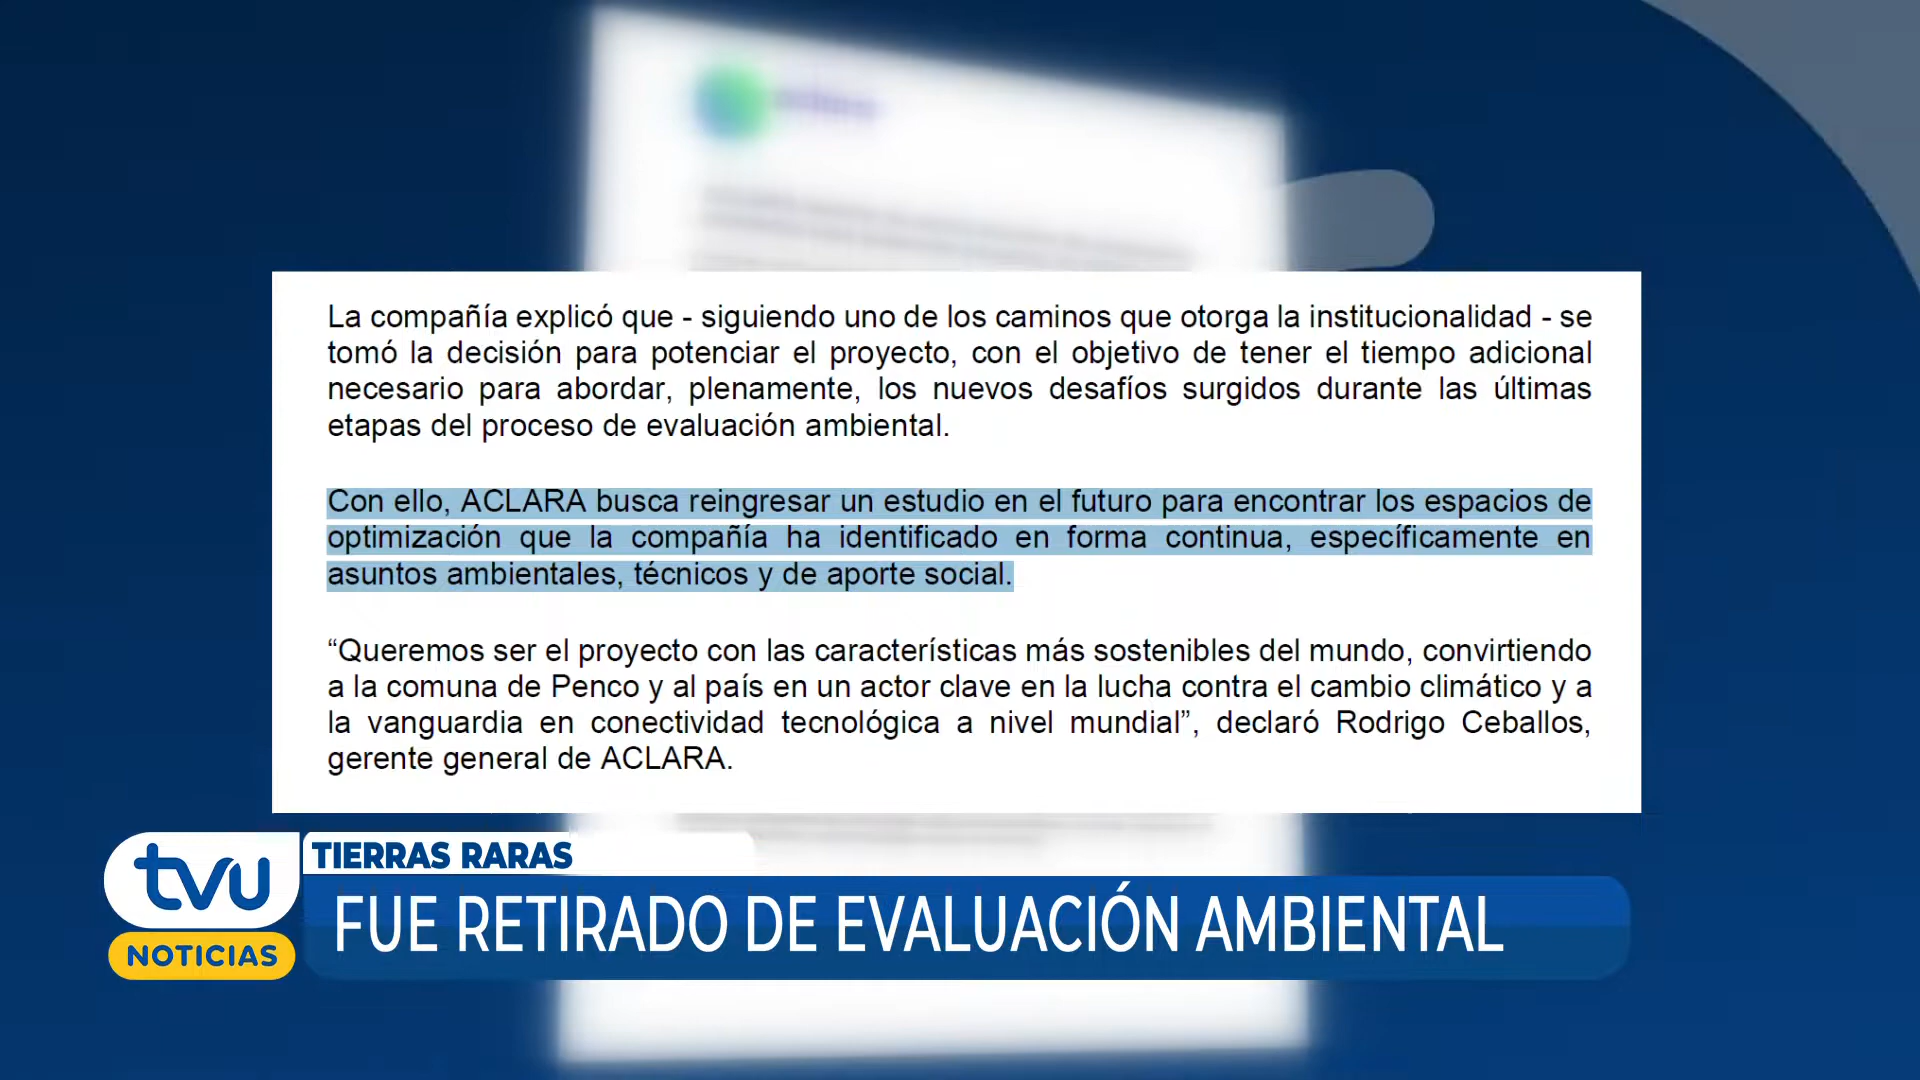 La compañía explicó que - siguiendo uno de los caminos que otorga la institucionalidad - se
tomó la decisión para potenciar el proyecto, con el objetivo de tener el tiempo adicional
necesario para abordar, plenamente, los nuevos desafíos surgidos durante las últimas
etapas del proceso de evaluación ambiental.
Con ello, ACLARA busca reingresar un estudio en el futuro para encontrar los espacios de
optimización que la compañía ha identificado en forma continua, específicamente en
asuntos ambientales, técnicos y de aporte social.
“Queremos ser el proyecto con las características más sostenibles del mundo, convirtiendo
a la comuna de Penco y al país en un actor clave en la lucha contra el cambio climático y a
la vanguardia en conectividad tecnológica a nivel mundial”, declaró Rodrigo Ceballos,
gerente general de ACLARA.
TIERRAS RARAS
FUE RETIRADO DE EVALUACIÓN AMBIENTAL
tvu
NOTICIAS